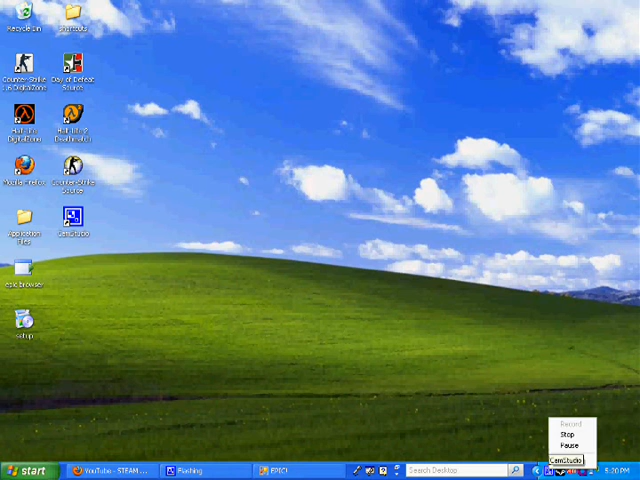 Recycle Bin
Shortcuts
Counter-Strike
1.6 DigitalZone
Day of Defeat
Source
Half-Life
DigitalZone
Half-Life 2
Deathmatch
Mozilla Firefox
Counter-Strike
Source
Application
Files
CamStudio
epic browser
setup
Record
Stop
Pause
CamStudio
start
YouTube - STEAM ...
Flashing
EPIC!
Search Desktop
5:20 PM